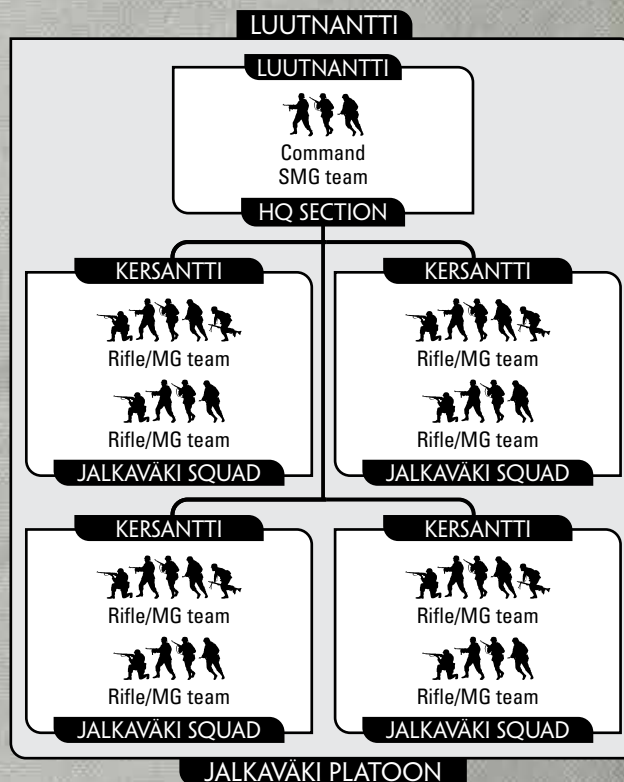 LUUTNANTTI
LUUTNANTTI
Command
SMG team
HQ SECTION
KERSANTTI
Rifle/MG team
Rifle/MG team
JALKAVÄKI SQUAD
KERSANTTI
Rifle/MG team
Rifle/MG team
JALKAVÄKI SQUAD
KERSANTTI
Rifle/MG team
Rifle/MG team
JALKAVÄKI SQUAD
KERSANTTI
Rifle/MG team
Rifle/MG team
JALKAVÄKI SQUAD
JALKAVÄKI PLATOON